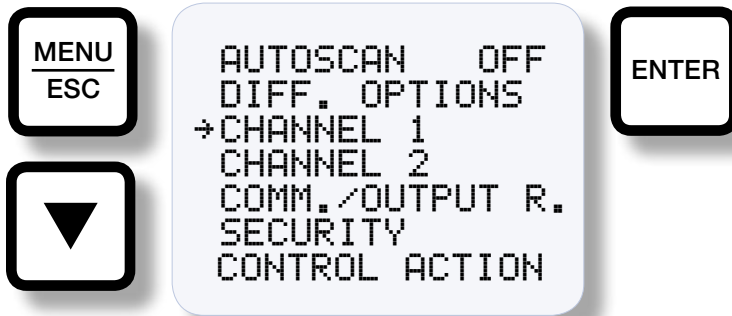 MENU
ESC
AUTOSCAN OFF
DIFF. OPTIONS
→CHANNEL 1
CHANNEL 2
COMM./OUTPUT R.
SECURITY
CONTROL ACTION
ENTER